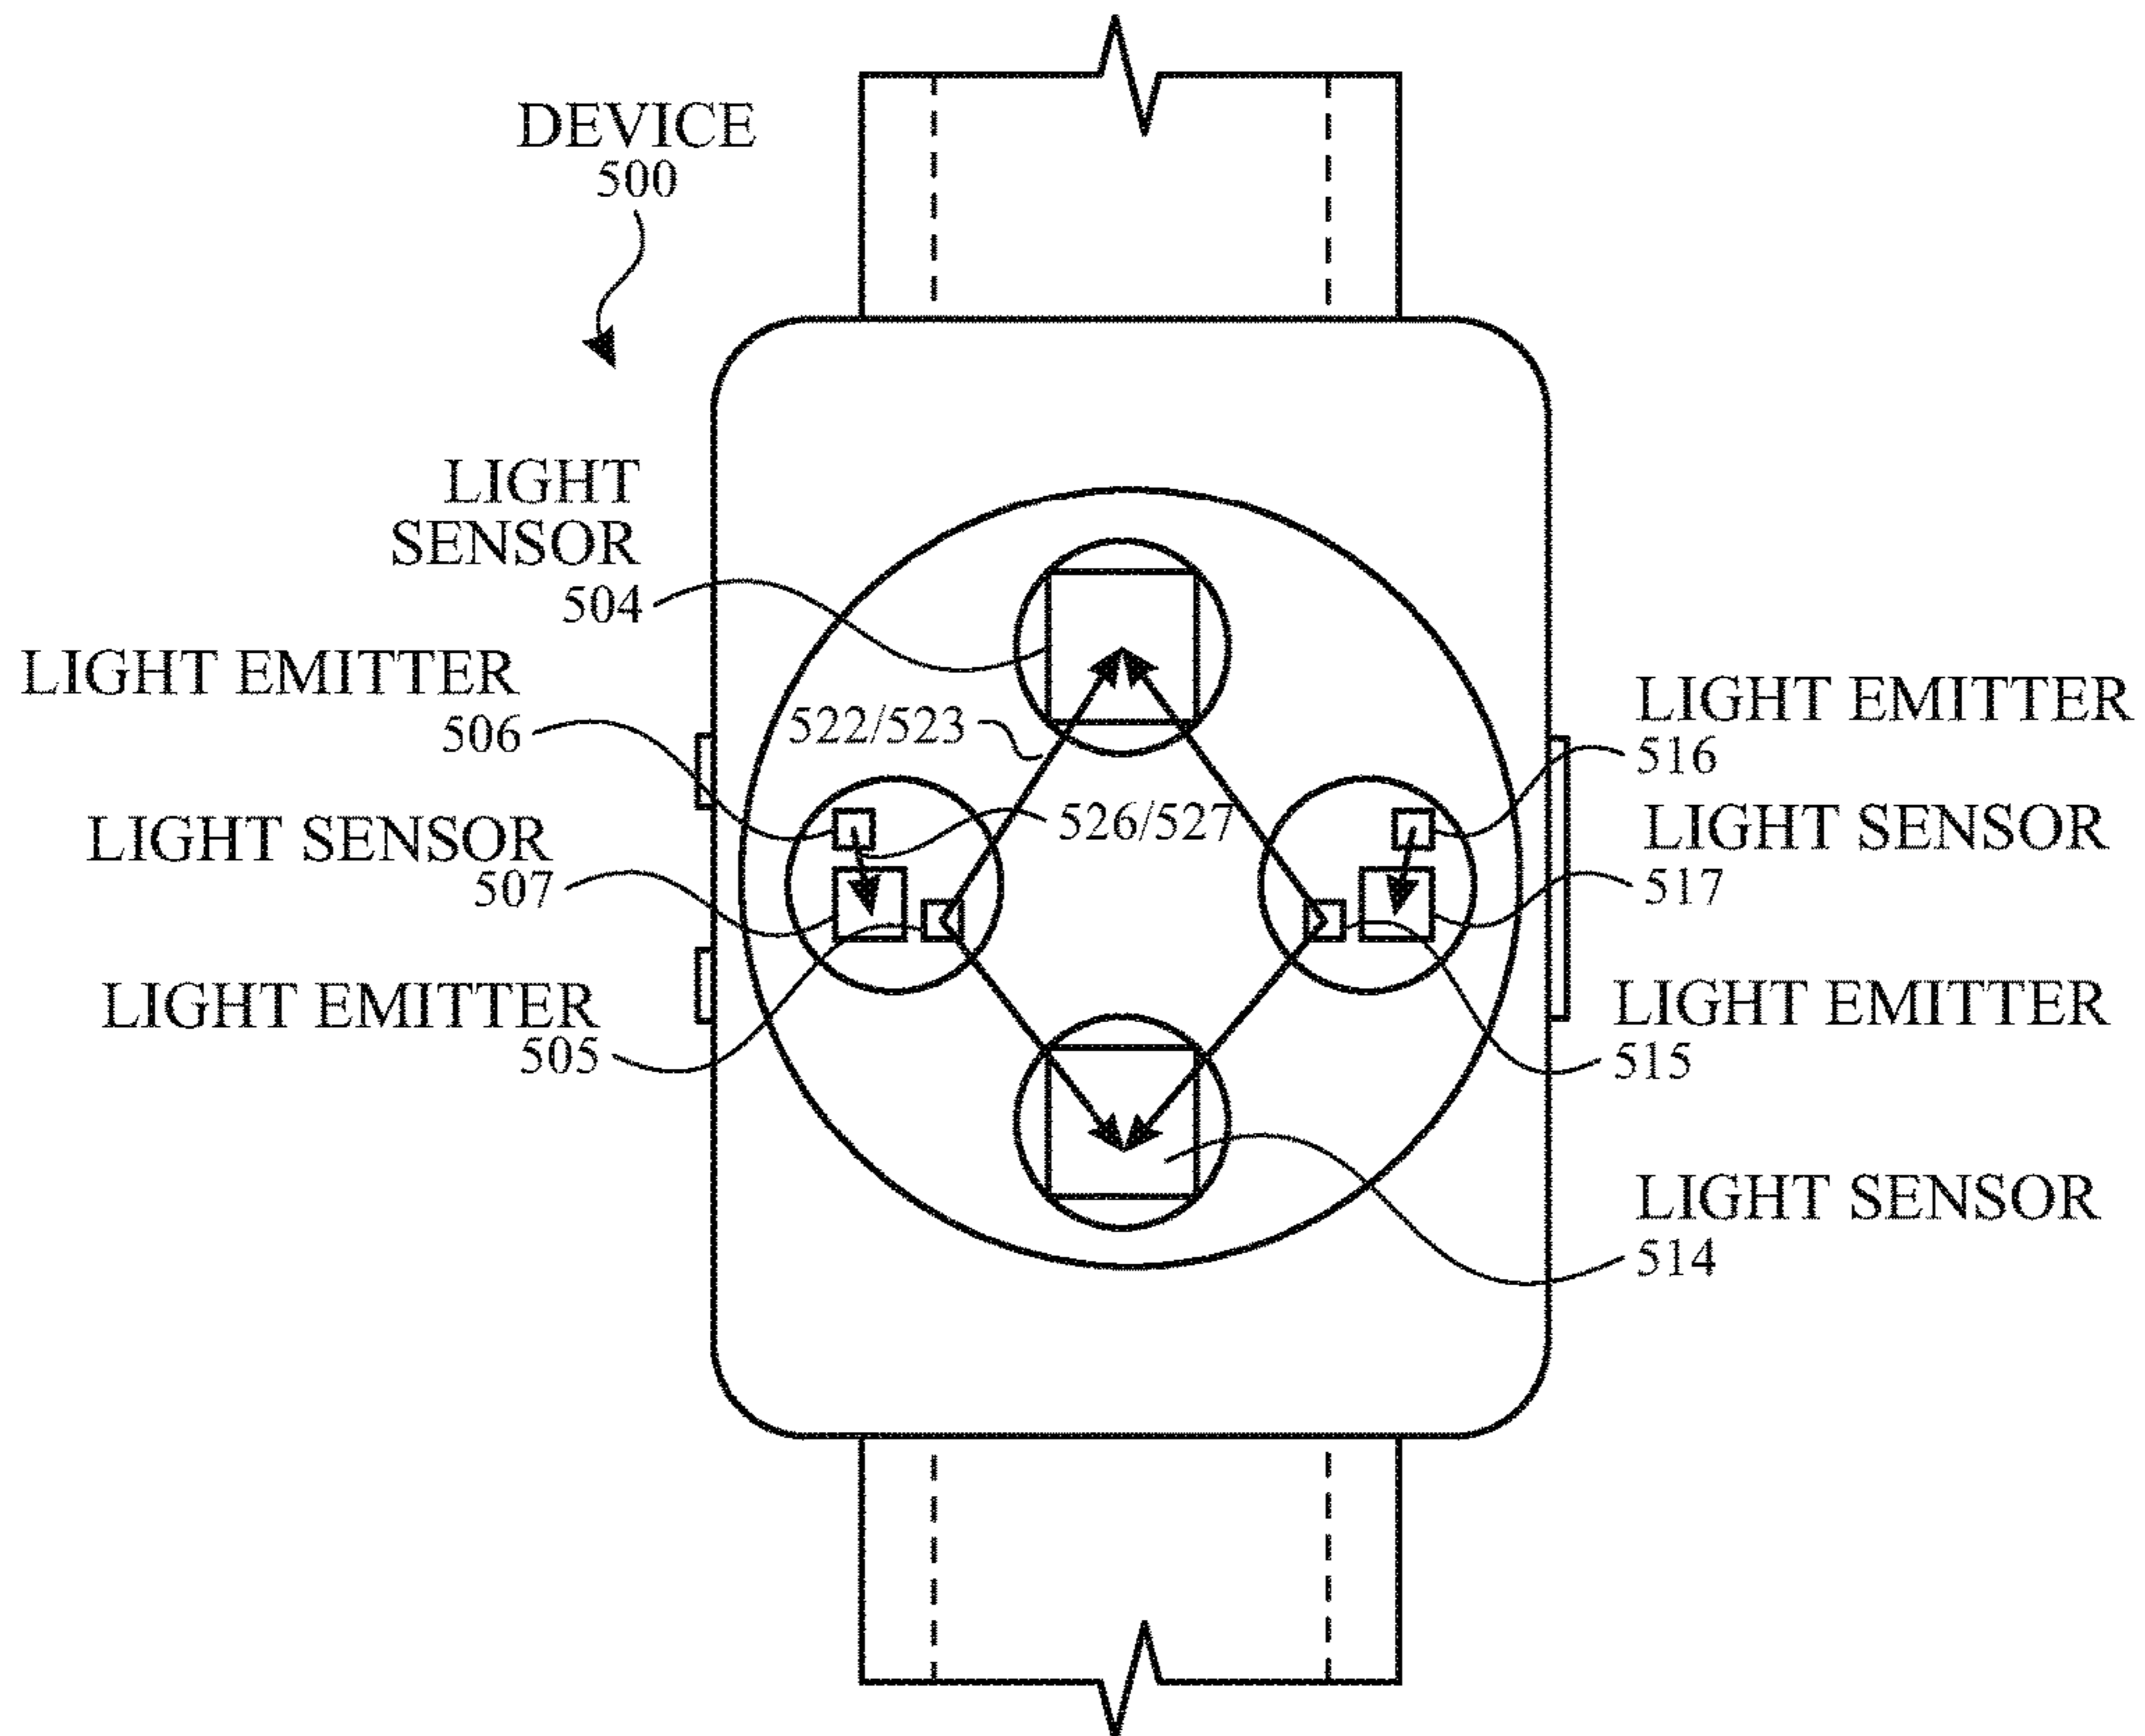 DEVICE
500
LIGHT
SENSOR
504
LIGHT EMITTER
506
522/523
LIGHT EMITTER
516
526/527
LIGHT SENSOR
507
LIGHT SENSOR
517
LIGHT EMITTER
505
LIGHT EMITTER
515
LIGHT SENSOR
514